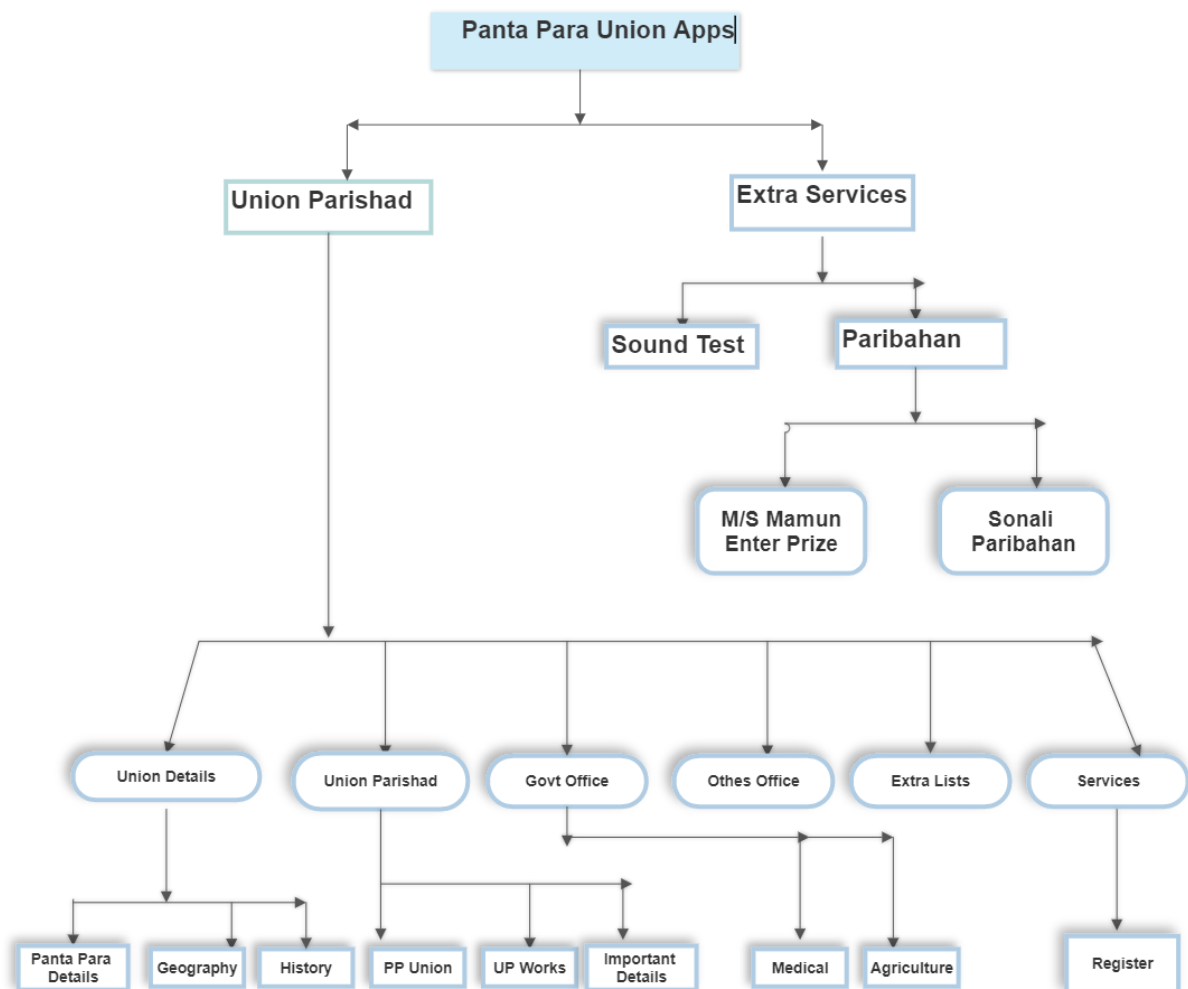 Panta Para Union Apps
Union Parishad
Extra Services
Sound Test
Paribahan
M/S Mamun
Enter Prize
Sonali
Paribahan
Union Details
Union Parishad
Govt Office
Othes Office
Extra Lists
Services
Panta Para
Details
Geography
History
PP Union
UP Works
Important
Details
Medical
Agriculture
Register